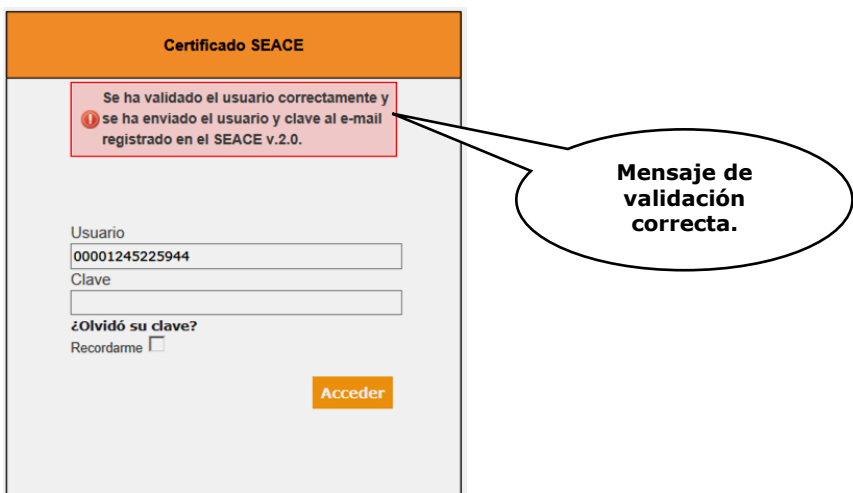 Certificado SEACE
Se ha validado el usuario correctamente y
se ha enviado el usuario y clave al e-mail
registrado en el SEACE v.2.0.
Mensaje de
validación
correcta.
Usuario
00001245225944
Clave
¿Olvidó su clave?
Recordarme
Acceder